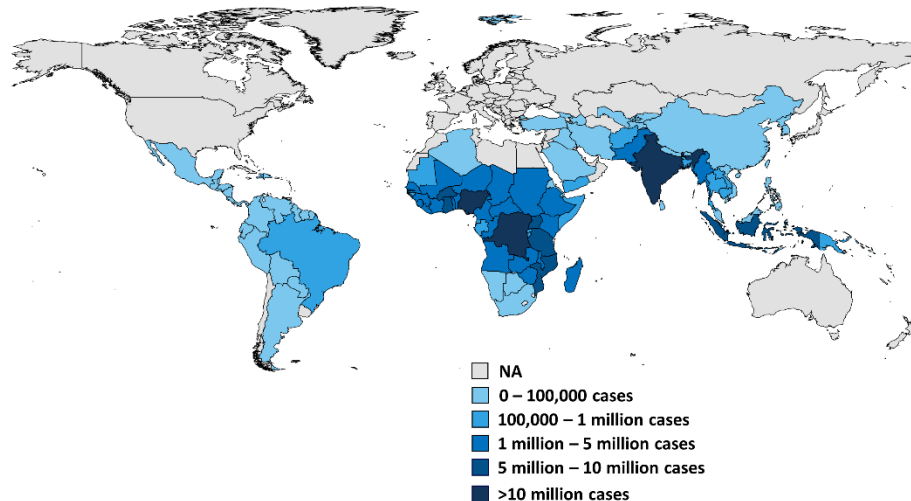 NA
0 – 100,000 cases
100,000 – 1 million cases
1 million – 5 million cases
5 million – 10 million cases
>10 million cases